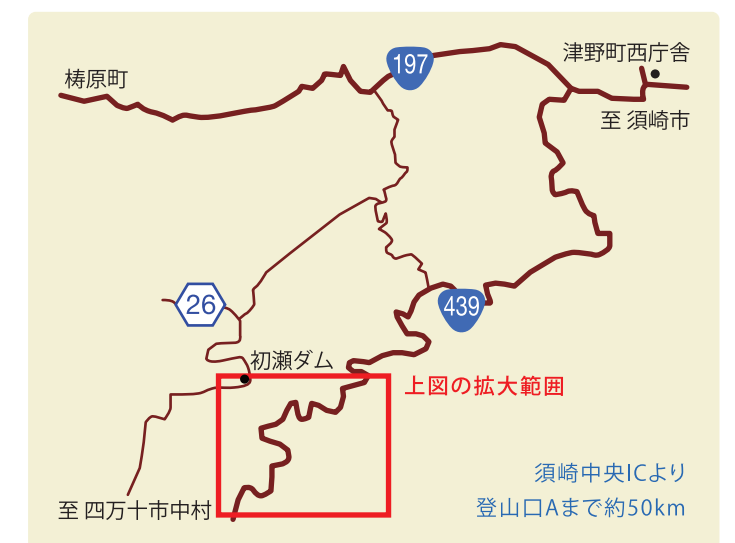 津野町西庁舎
197
梼原町
至 須崎市
26
439
初瀬ダム
上図の拡大範囲
須崎中央ICより
登山口Aまで約50km
至 四万十市中村